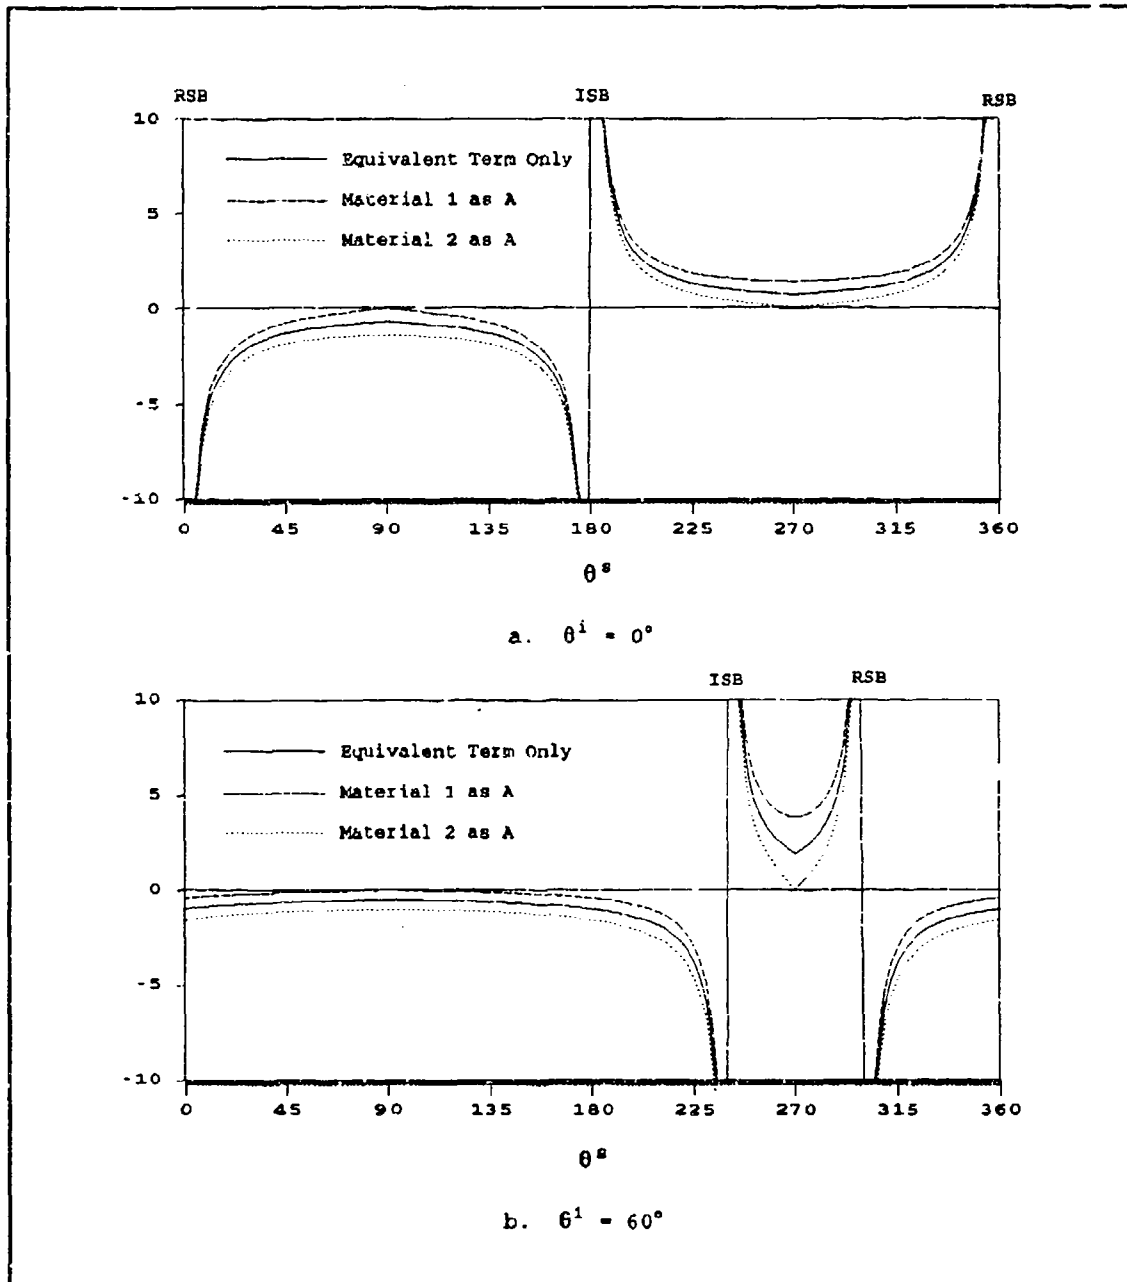 RSB ISB RSB
10
Equivalent Term Only
Material 1 as A
5
Material 2 as A
0
-5
-10
0 45 90 135 180 225 270 315 360
θs
a. θi = 0°
ISB RSB
10
Equivalent Term Only
5
Material 1 as A
Material 2 as A
0
-5
-10
0 45 90 135 180 225 270 315 360
θs
b. θi = 60°